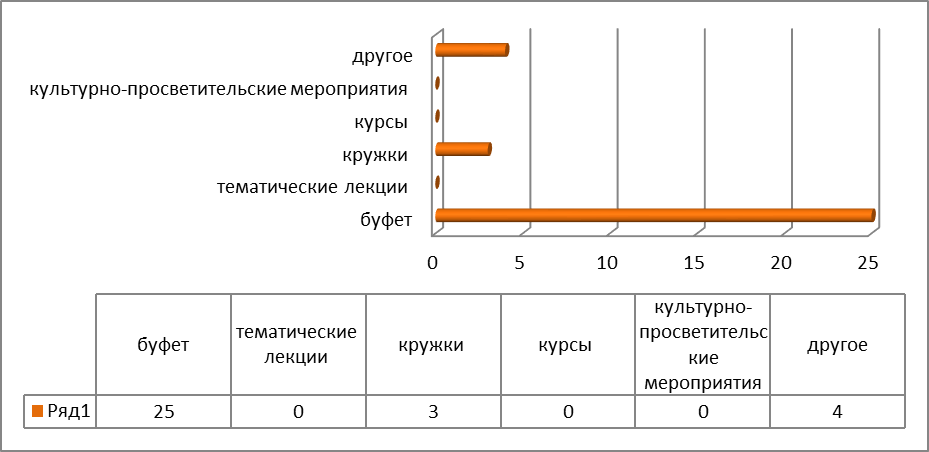 другое
культурно-просветительские мероприятия
курсы
кружки
тематические лекции
буфет
0 5 10 15 20 25
буфет
тематические
лекции
кружки
курсы
культурно-
просветительс
кие
мероприятия
другое
Ряд1 25 0 3 0 0 4